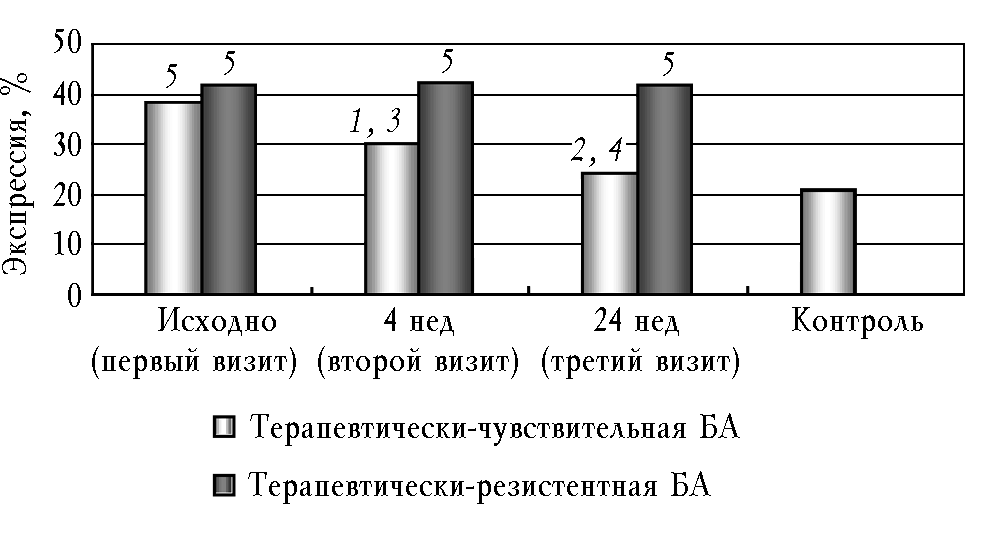 Экспрессия, %
50
40
30
20
10
0
5
5
1, 3
5
2, 4
5
Исходно
(первый визит)
4 нед
(второй визит)
24 нед
(третий визит)
Контроль
Терапевтически-чувствительная БА
Терапевтически-резистентная БА